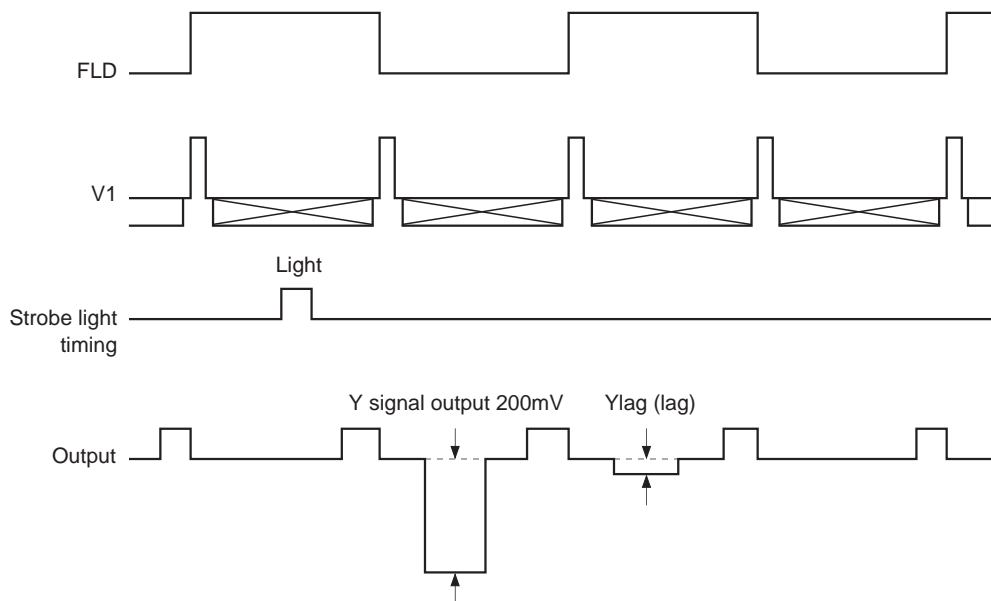 FLD
V1
Light
Strobe light
timing
Y signal output 200mV
Ylag (lag)
Output